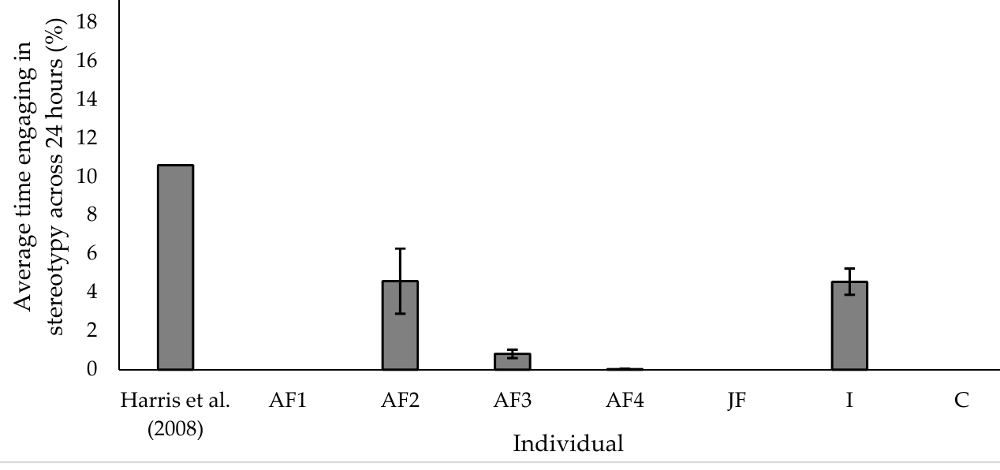 Average time engaging in
stereotypy across 24 hours (%)
18
16
14
12
10
8
6
4
2
0
Harris et al. AF1 AF2 AF3 AF4 JF I C
(2008)
Individual